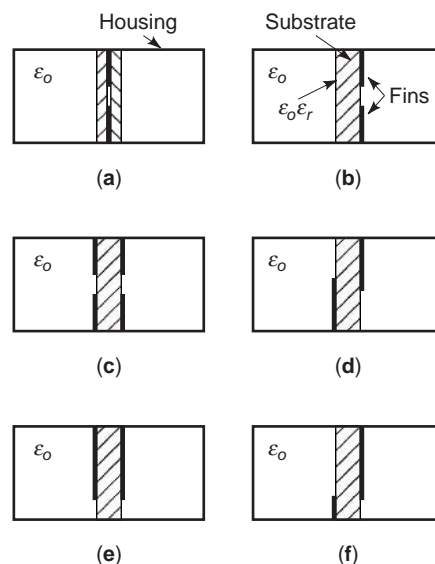 Housing
Substrate
εo
εo
εoεr
Fins
(a)
(b)
εo
εo
(c)
(d)
εo
εo
(e)
(f)